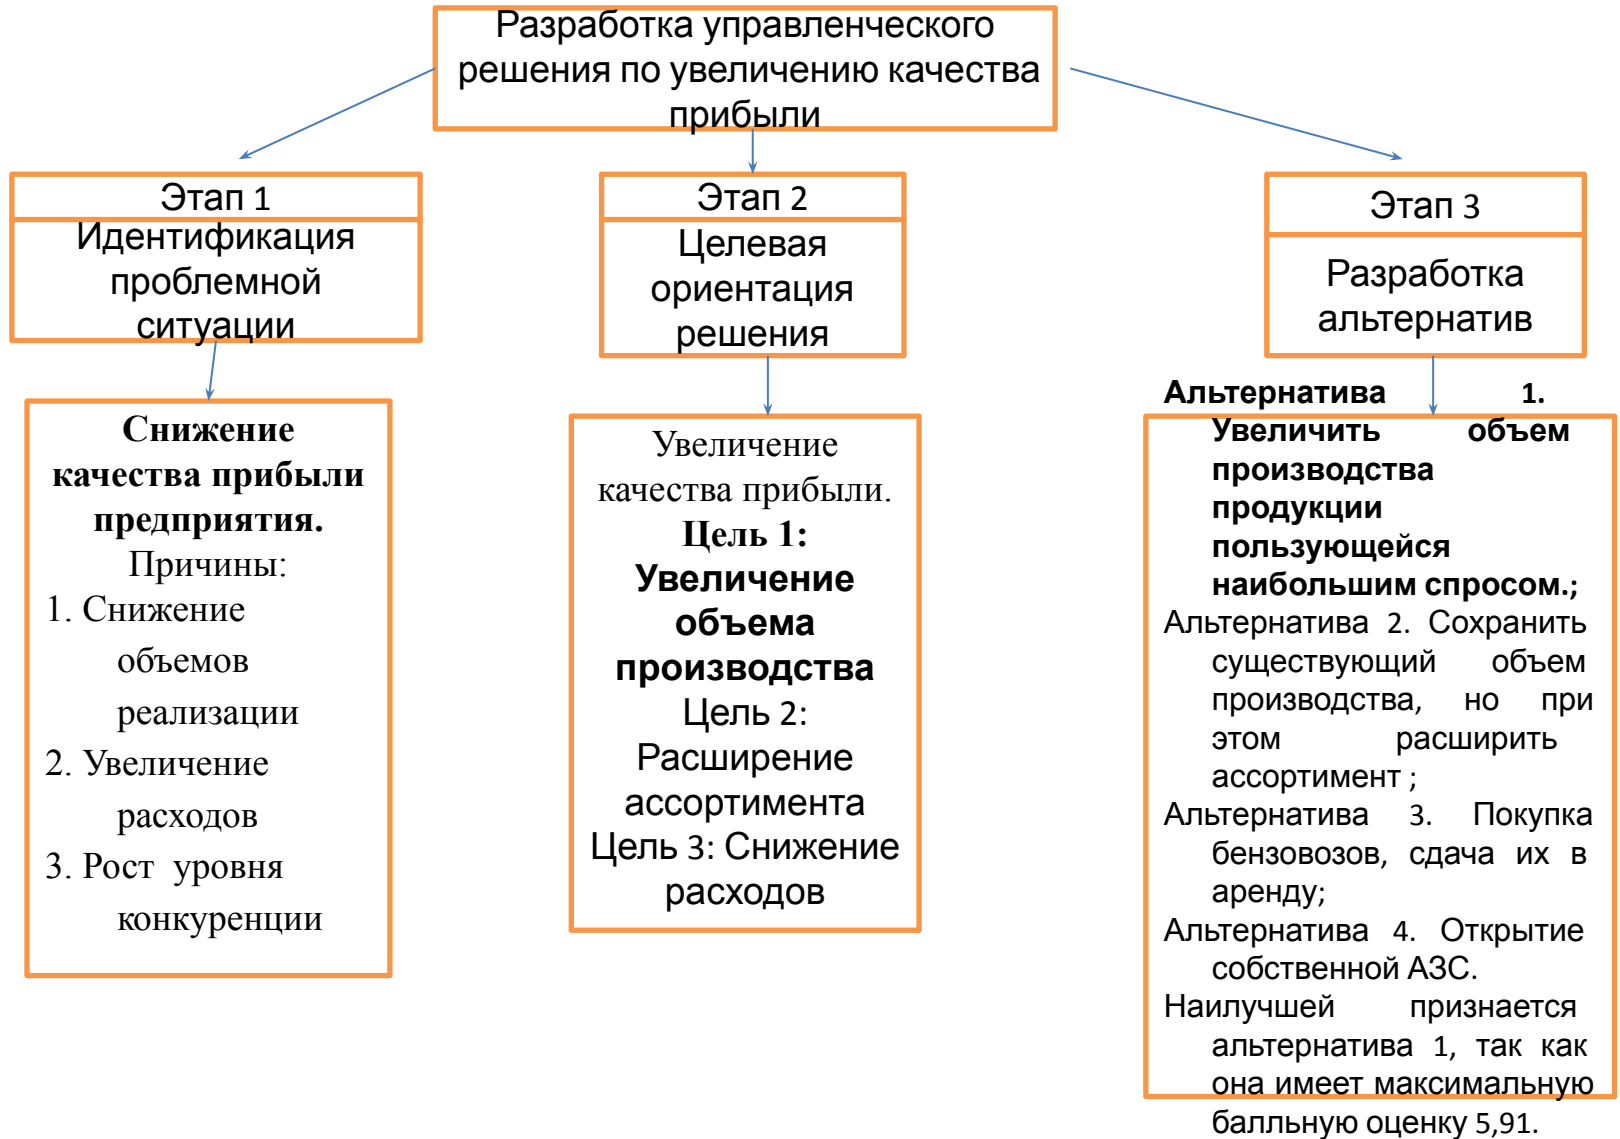 Разработка управленческого
решения по увеличению качества
прибыли
Этап 1
Идентификация
проблемной
ситуации
Снижение
качества прибыли
предприятия.
Причины:
1. Снижение
объемов
реализации
2. Увеличение
расходов
3. Рост уровня
конкуренции
Этап 2
Целевая
ориентация
решения
Увеличение
качества прибыли.
Цель 1:
Увеличение
объема
производства
Цель 2:
Расширение
ассортимента
Цель 3: Снижение
расходов
Этап 3
Разработка
альтернатив
Альтернатива 1.
Увеличить объем
производства
продукции
пользующейся
наибольшим спросом.;
Альтернатива 2. Сохранить
существующий объем
производства, но при
этом расширить
ассортимент ;
Альтернатива 3. Покупка
бензовозов, сдача их в
аренду;
Альтернатива 4. Открытие
собственной АЗС.
Наилучшей признается
альтернатива 1, так как
она имеет максимальную
балльную оценку 5,91.